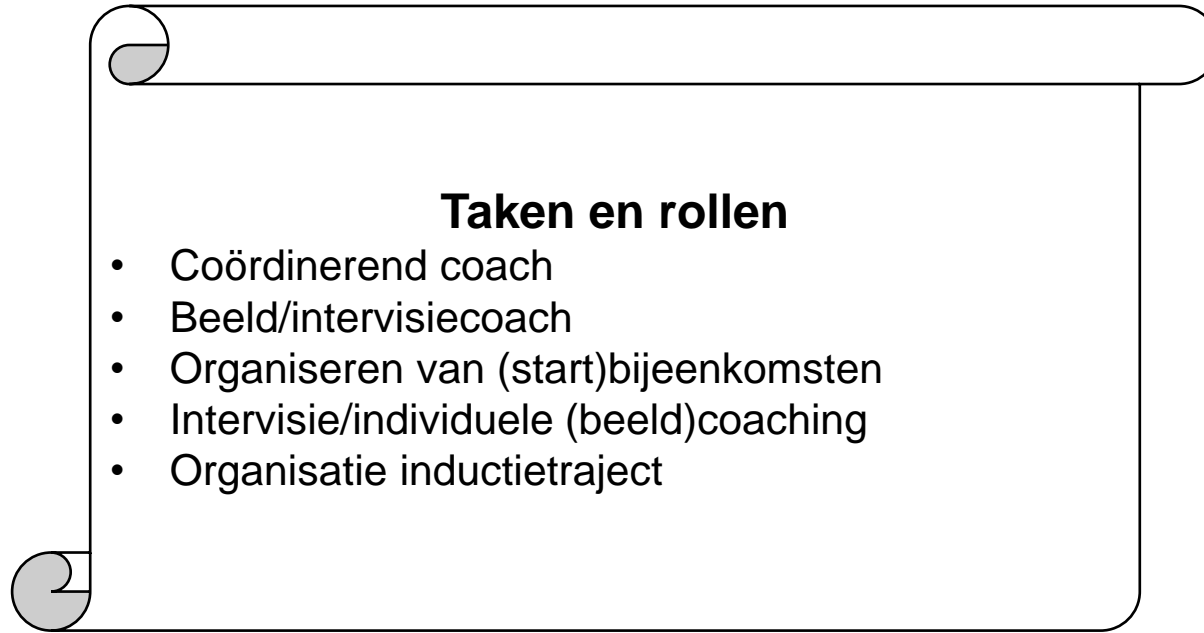 Taken en rollen
• Coördinerend coach
• Beeld/intervisiecoach
• Organiseren van (start)bijeenkomsten
• Intervisie/individuele (beeld)coaching
• Organisatie inductietraject